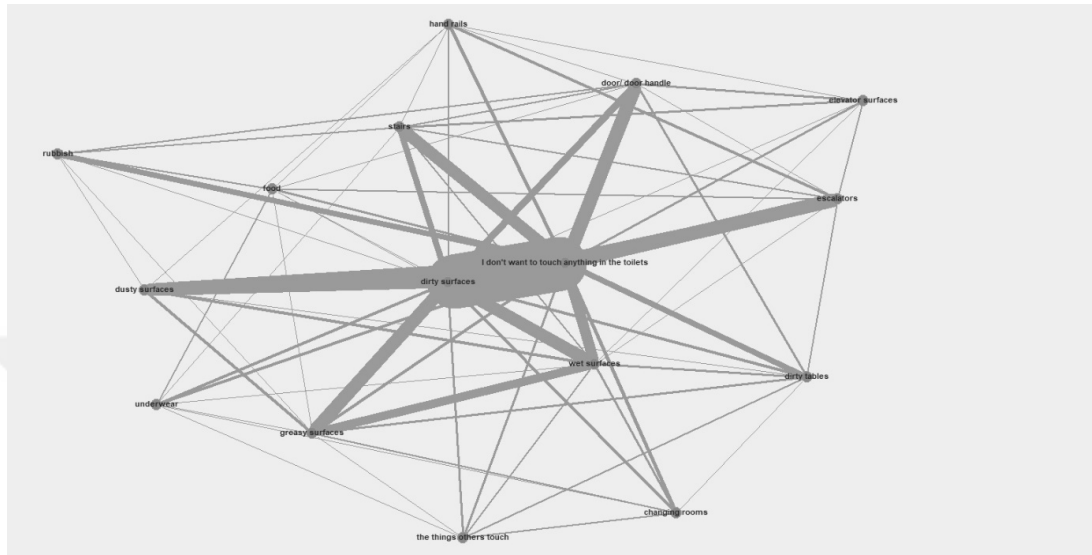 hand rails
door/ door handle
elevator surfaces
stairs
rubbish
food
escalators
I don't want to touch anything in the toilets
dirty surfaces
dusty surfaces
wet surfaces
dirty tables
underwear
greasy surfaces
changing rooms
the things others touch